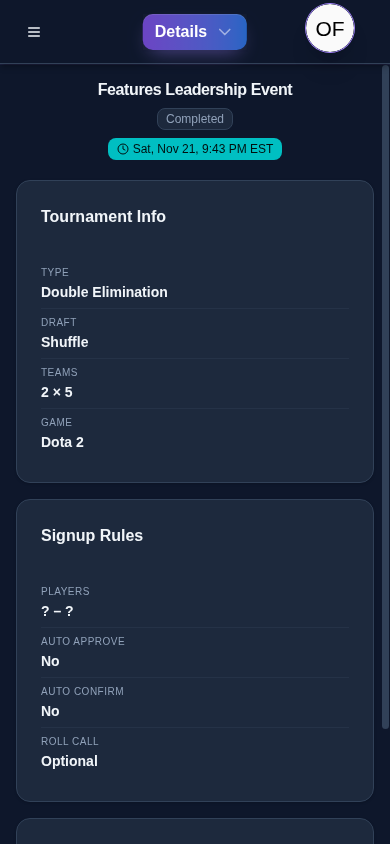 Details
OF
Features Leadership Event
Completed
Sat, Nov 21, 9:43 PM EST
Tournament Info
TYPE
Double Elimination
DRAFT
Shuffle
TEAMS
2 × 5
GAME
Dota 2
Signup Rules
PLAYERS
? – ?
AUTO APPROVE
No
AUTO CONFIRM
No
ROLL CALL
Optional